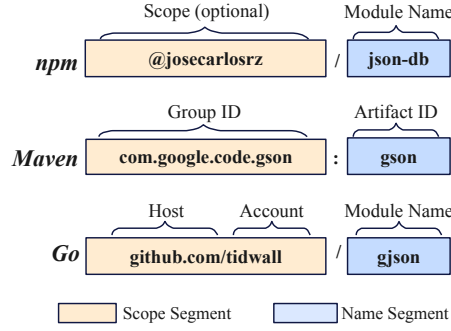 Scope (optional) Module Name
npm @josecarlosrz / json-db
Group ID Artifact ID
Maven com.google.code.gson : gson
Host Account Module Name
Go github.com/tidwall / gjson
Scope Segment Name Segment